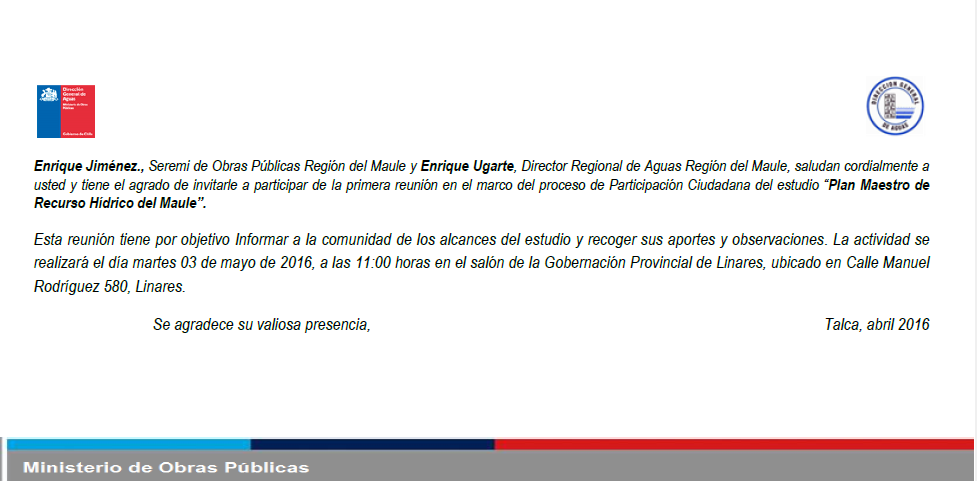 Dirección
General de
Aguas
Ministerio de Obras
Públicas
Gobierno de Chile
DIRECCION GENERAL
DE AGUAS
Enrique Jiménez., Seremi de Obras Públicas Región del Maule y Enrique Ugarte, Director Regional de Aguas Región del Maule, saludan cordialmente a
usted y tiene el agrado de invitarle a participar de la primera reunión en el marco del proceso de Participación Ciudadana del estudio “Plan Maestro de
Recurso Hídrico del Maule”.
Esta reunión tiene por objetivo Informar a la comunidad de los alcances del estudio y recoger sus aportes y observaciones. La actividad se
realizará el día martes 03 de mayo de 2016, a las 11:00 horas en el salón de la Gobernación Provincial de Linares, ubicado en Calle Manuel
Rodríguez 580, Linares.
Se agradece su valiosa presencia, Talca, abril 2016
Ministerio de Obras Públicas